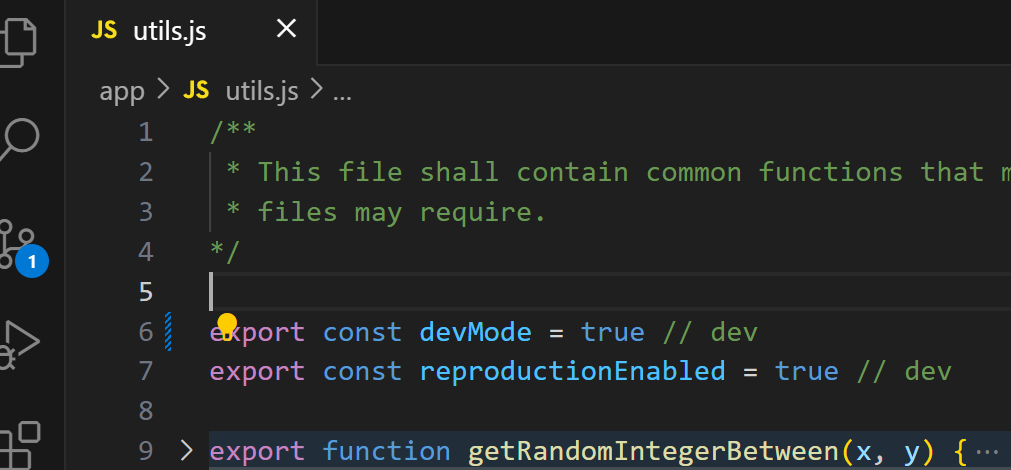 JS utils.js
app > JS utils.js > ...
1 /**
2 * This file shall contain common functions that
3 * files may require.
4 */
5
6 export const devMode = true // dev
7 export const reproductionEnabled = true // dev
8
9 export function getRandomIntegerBetween(x, y) { ...
1